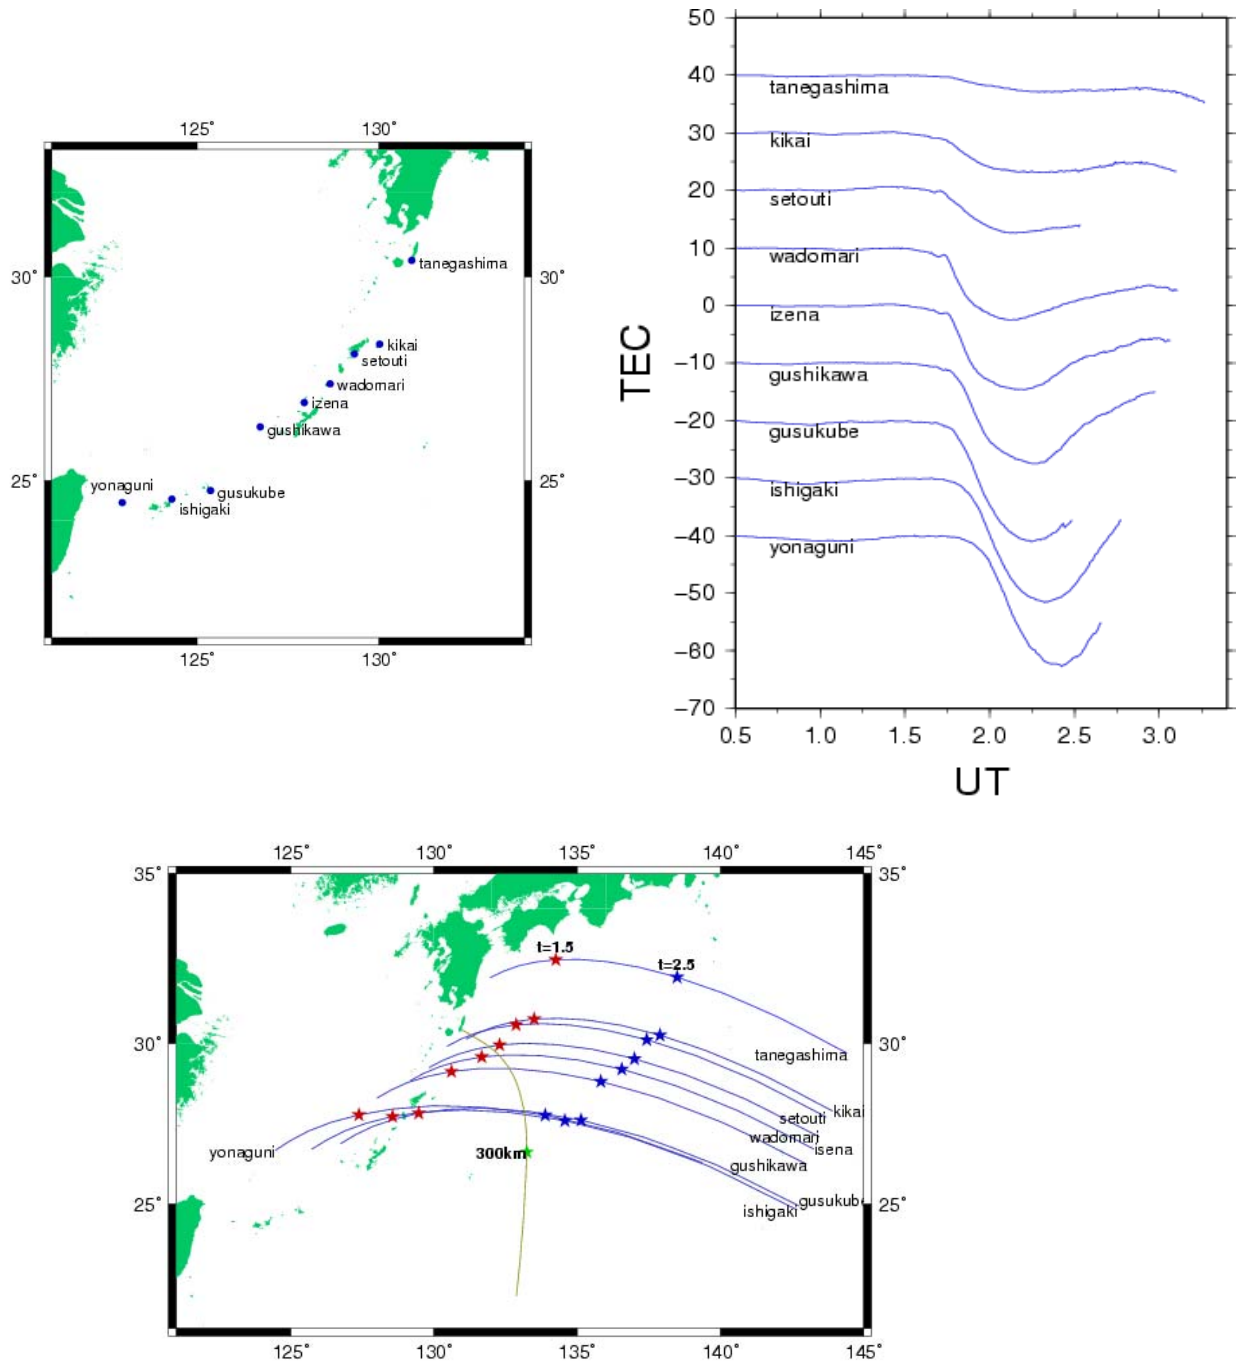 125° 130°
30° 30°
tanegashima
kikai
setouti
wadomari
izena
gushikawa
25° 25°
yonaguni
gusukube
ishigaki
125° 130°
50
40
30
20
10
0
−10
−20
−30
−40
−50
−60
−70
TEC
tanegashima
kikai
setouti
wadomari
izena
gushikawa
gusukube
ishigaki
yonaguni
0.5 1.0 1.5 2.0 2.5 3.0
UT
125° 130° 135° 140° 145°
35° 35°
t=1.5
t=2.5
30° 30°
tanegashima
kikai
setouti
wadomari
isena
yonaguni
300km
gushikawa
25° 25°
gusukube
ishigaki
125° 130° 135° 140° 145°